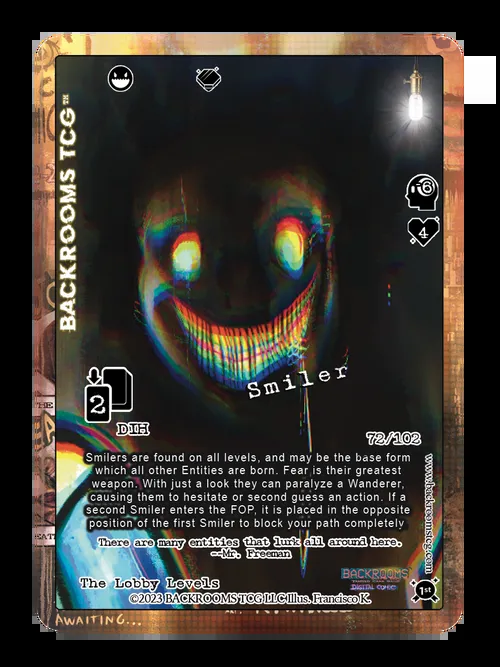 BACKROOMS TCG™
6
4
Smiler
2
DIH
72/102
Smilers are found on all levels, and may be the base form
which all other Entities are born. Fear is their greatest
weapon. With just a look they can paralyze a Wanderer,
causing them to hesitate or second guess an action. If a
second Smiler enters the FOP, it is placed in the opposite
position of the first Smiler to block your path completely
There are many entities that lurk all around here.
--Mr. Freeman
www.thebackroomstcg.com
The Lobby Levels
BACKROOMS
DIGITAL COMICS
©2023 BACKROOMS TCG LLC Illus. Francisco K.
1st
AWAITING...